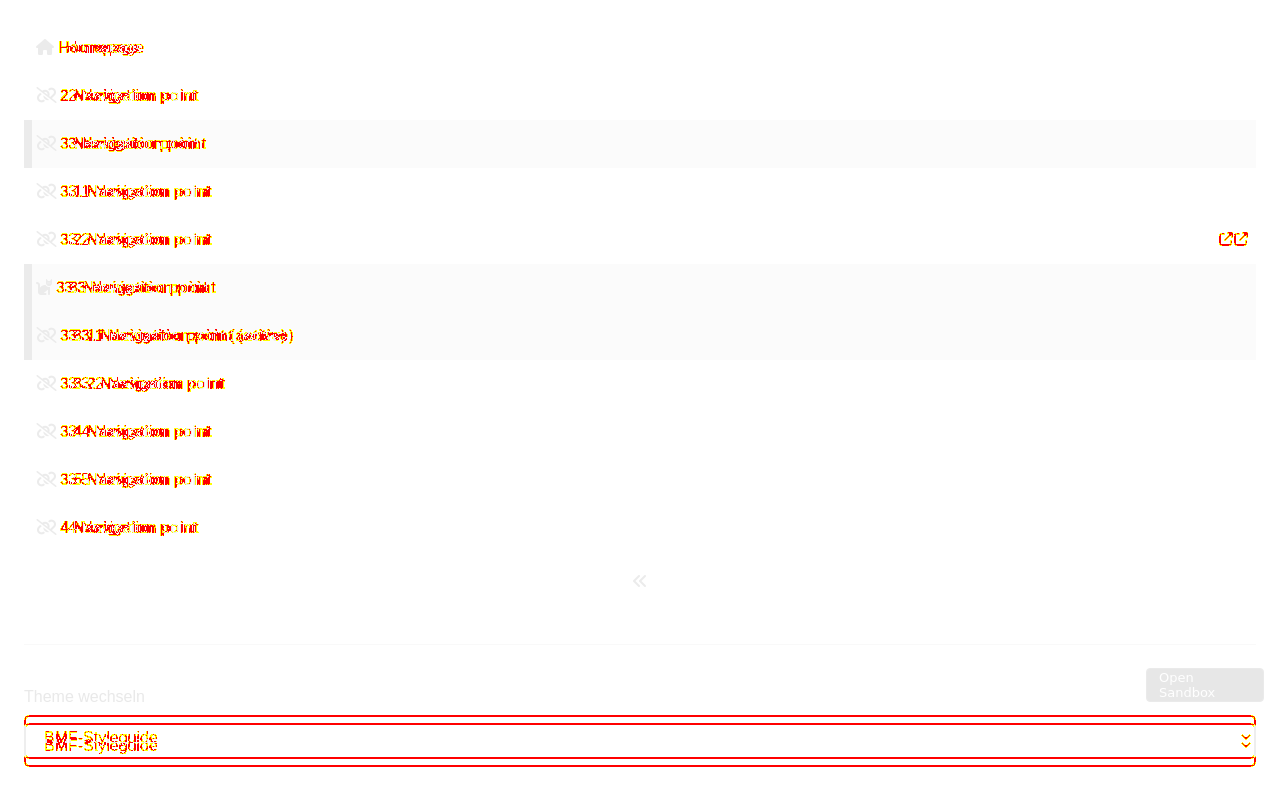 Homepage
2 Navigation point
3 Navigation point
3.1 Navigation point
3.2 Navigation point
3.3 Navigation point
3.3.1 Navigation point (active)
3.3.2 Navigation point
3.4 Navigation point
3.5 Navigation point
4 Navigation point
«
Open
Sandbox
Theme wechseln
BMF-Styleguide
BMF-Styleguide